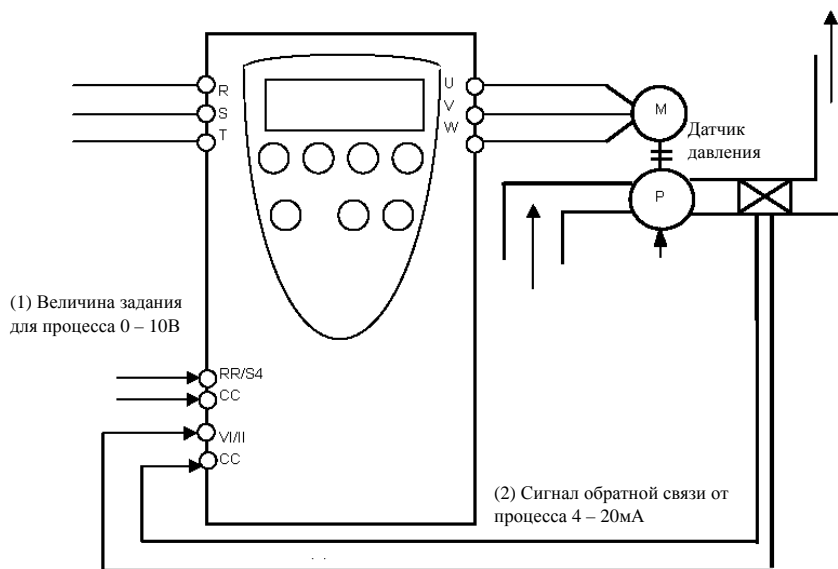 R
S
T
U
V
W
M
Датчик
давления
P
(1) Величина задания
для процесса 0 – 10В
RR/S4
CC
VI/II
CC
(2) Сигнал обратной связи от
процесса 4 – 20мА